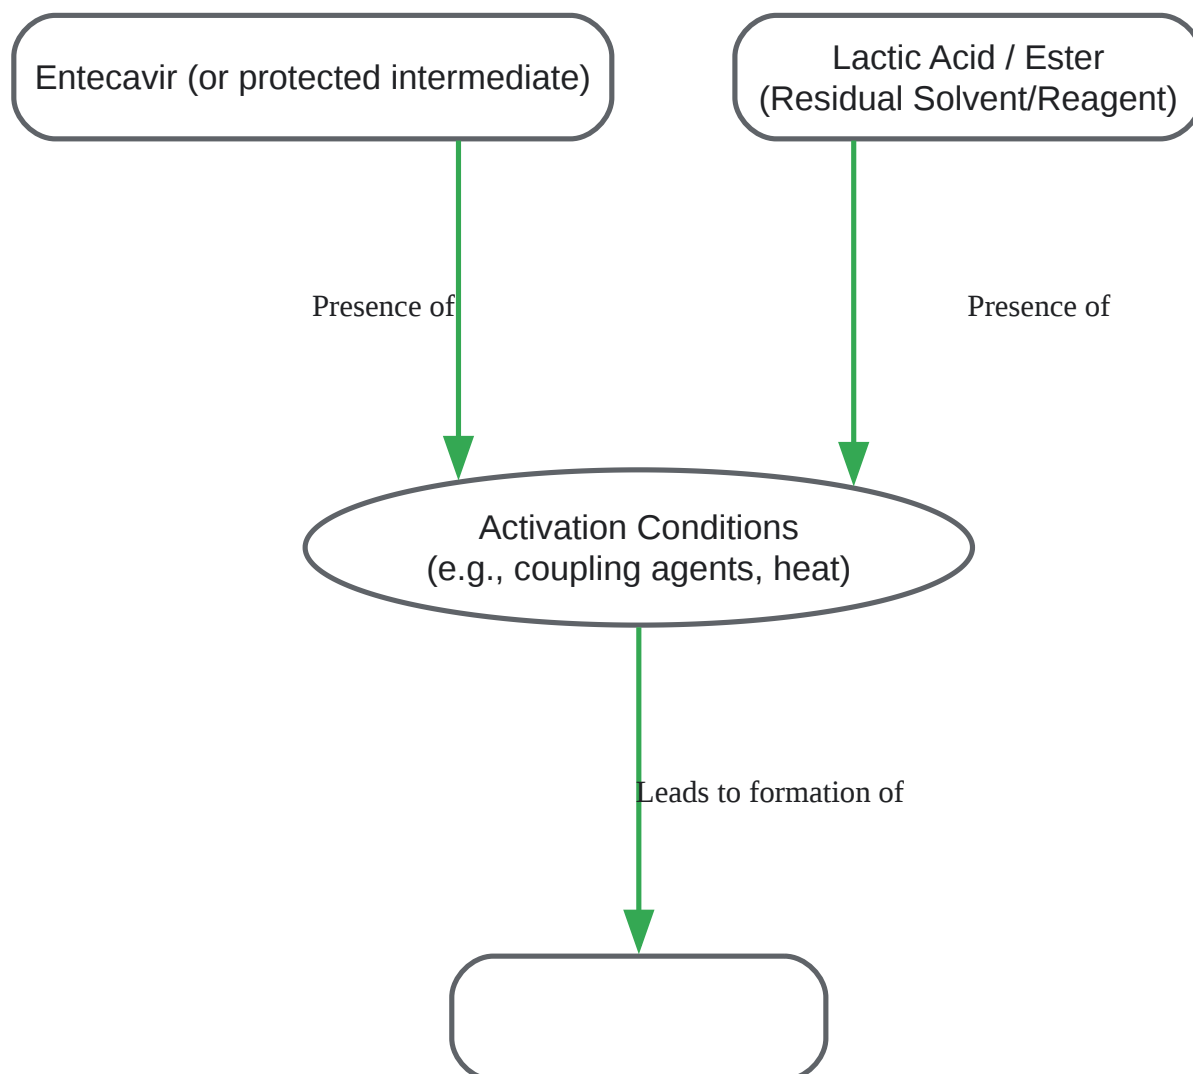 Entecavir (or protected intermediate)
Lactic Acid / Ester
(Residual Solvent/Reagent)
Presence of
Presence of
Activation Conditions
(e.g., coupling agents, heat)
Leads to formation of